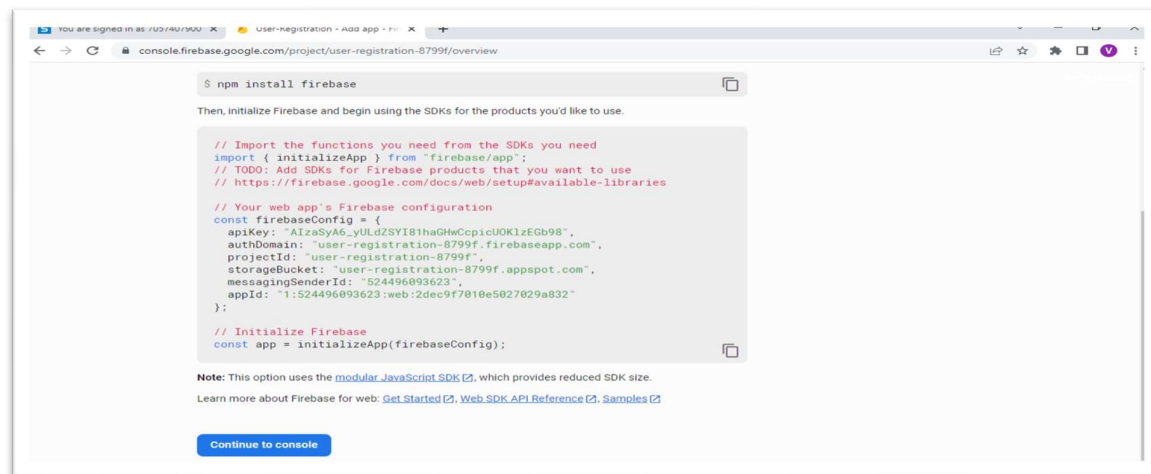 You are signed in as 7057407900
User-Registration - Add app - Fi
console.firebase.google.com/project/user-registration-8799f/overview
V
$ npm install firebase
Then, initialize Firebase and begin using the SDKs for the products you'd like to use.
// Import the functions you need from the SDKs you need
import { initializeApp } from "firebase/app";
// TODO: Add SDKs for Firebase products that you want to use
// https://firebase.google.com/docs/web/setup#available-libraries
// Your web app's Firebase configuration
const firebaseConfig = {
apiKey: "AIzaSyA6_yULdZSYI81haGHwCcpicUOKlzEGb98",
authDomain: "user-registration-8799f.firebaseapp.com",
projectId: "user-registration-8799f",
storageBucket: "user-registration-8799f.appspot.com",
messagingSenderId: "524496093623",
appId: "1:524496093623:web:2dec9f7010e5027029a832"
};
// Initialize Firebase
const app = initializeApp(firebaseConfig);
Note: This option uses the modular JavaScript SDK, which provides reduced SDK size.
Learn more about Firebase for web: Get Started, Web SDK API Reference, Samples
Continue to console